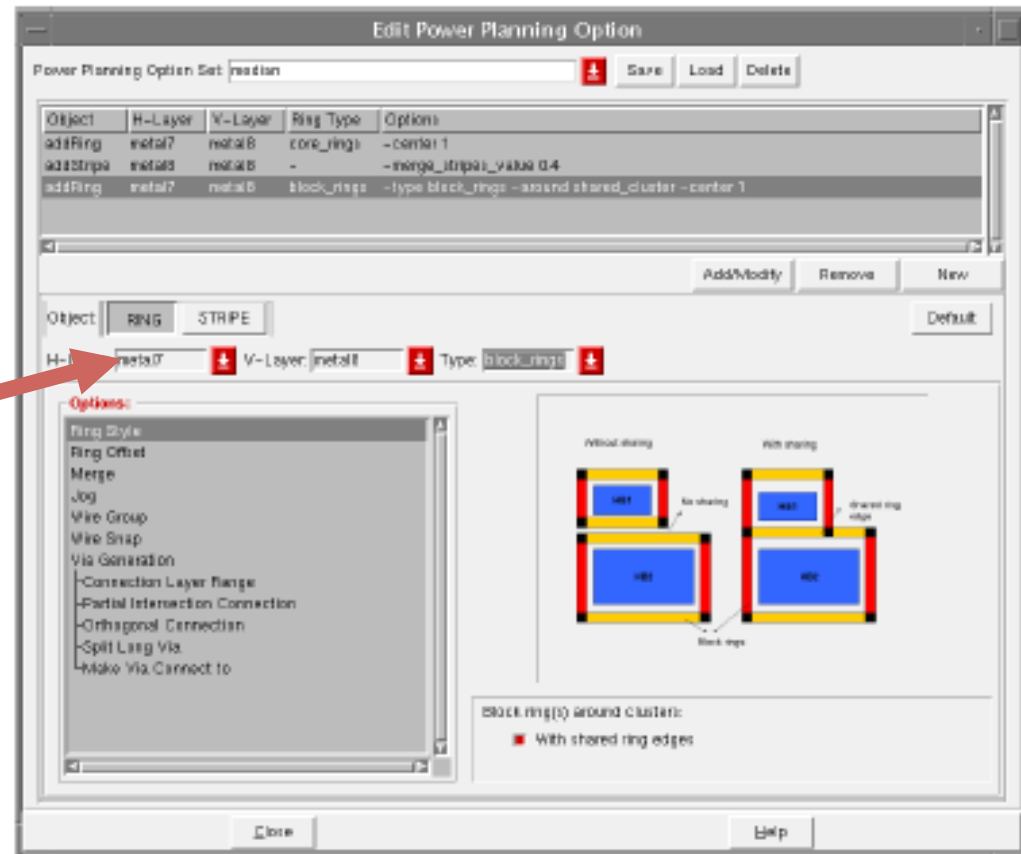 Edit Power Planning Option
Power Planning Option Set: median Save Load Delete
Object H-Layer V-Layer Ring Type Options
addRing metal7 metal8 core_rings -center 1
addStripe metal8 metal8 - -merge_stripes_value 0.4
addRing metal7 metal8 block_rings -type block_rings -around shared_cluster -center 1
Add/Modify Remove New
Object RING STRIPE Default
metal7 V-Layer: metal8 Type: block_rings
Options:
Ring Style
Ring Offset
Merge
Jog
Wire Group
Wire Snap
Via Generation
Connection Layer Range
Partial Intersection Connection
Orthogonal Connection
Split Long Via
Make Via Connect to
Without sharing With sharing
No sharing
Shared ring edge
Block rings
Block ring(s) around clusters:
With shared ring edges
Close Help